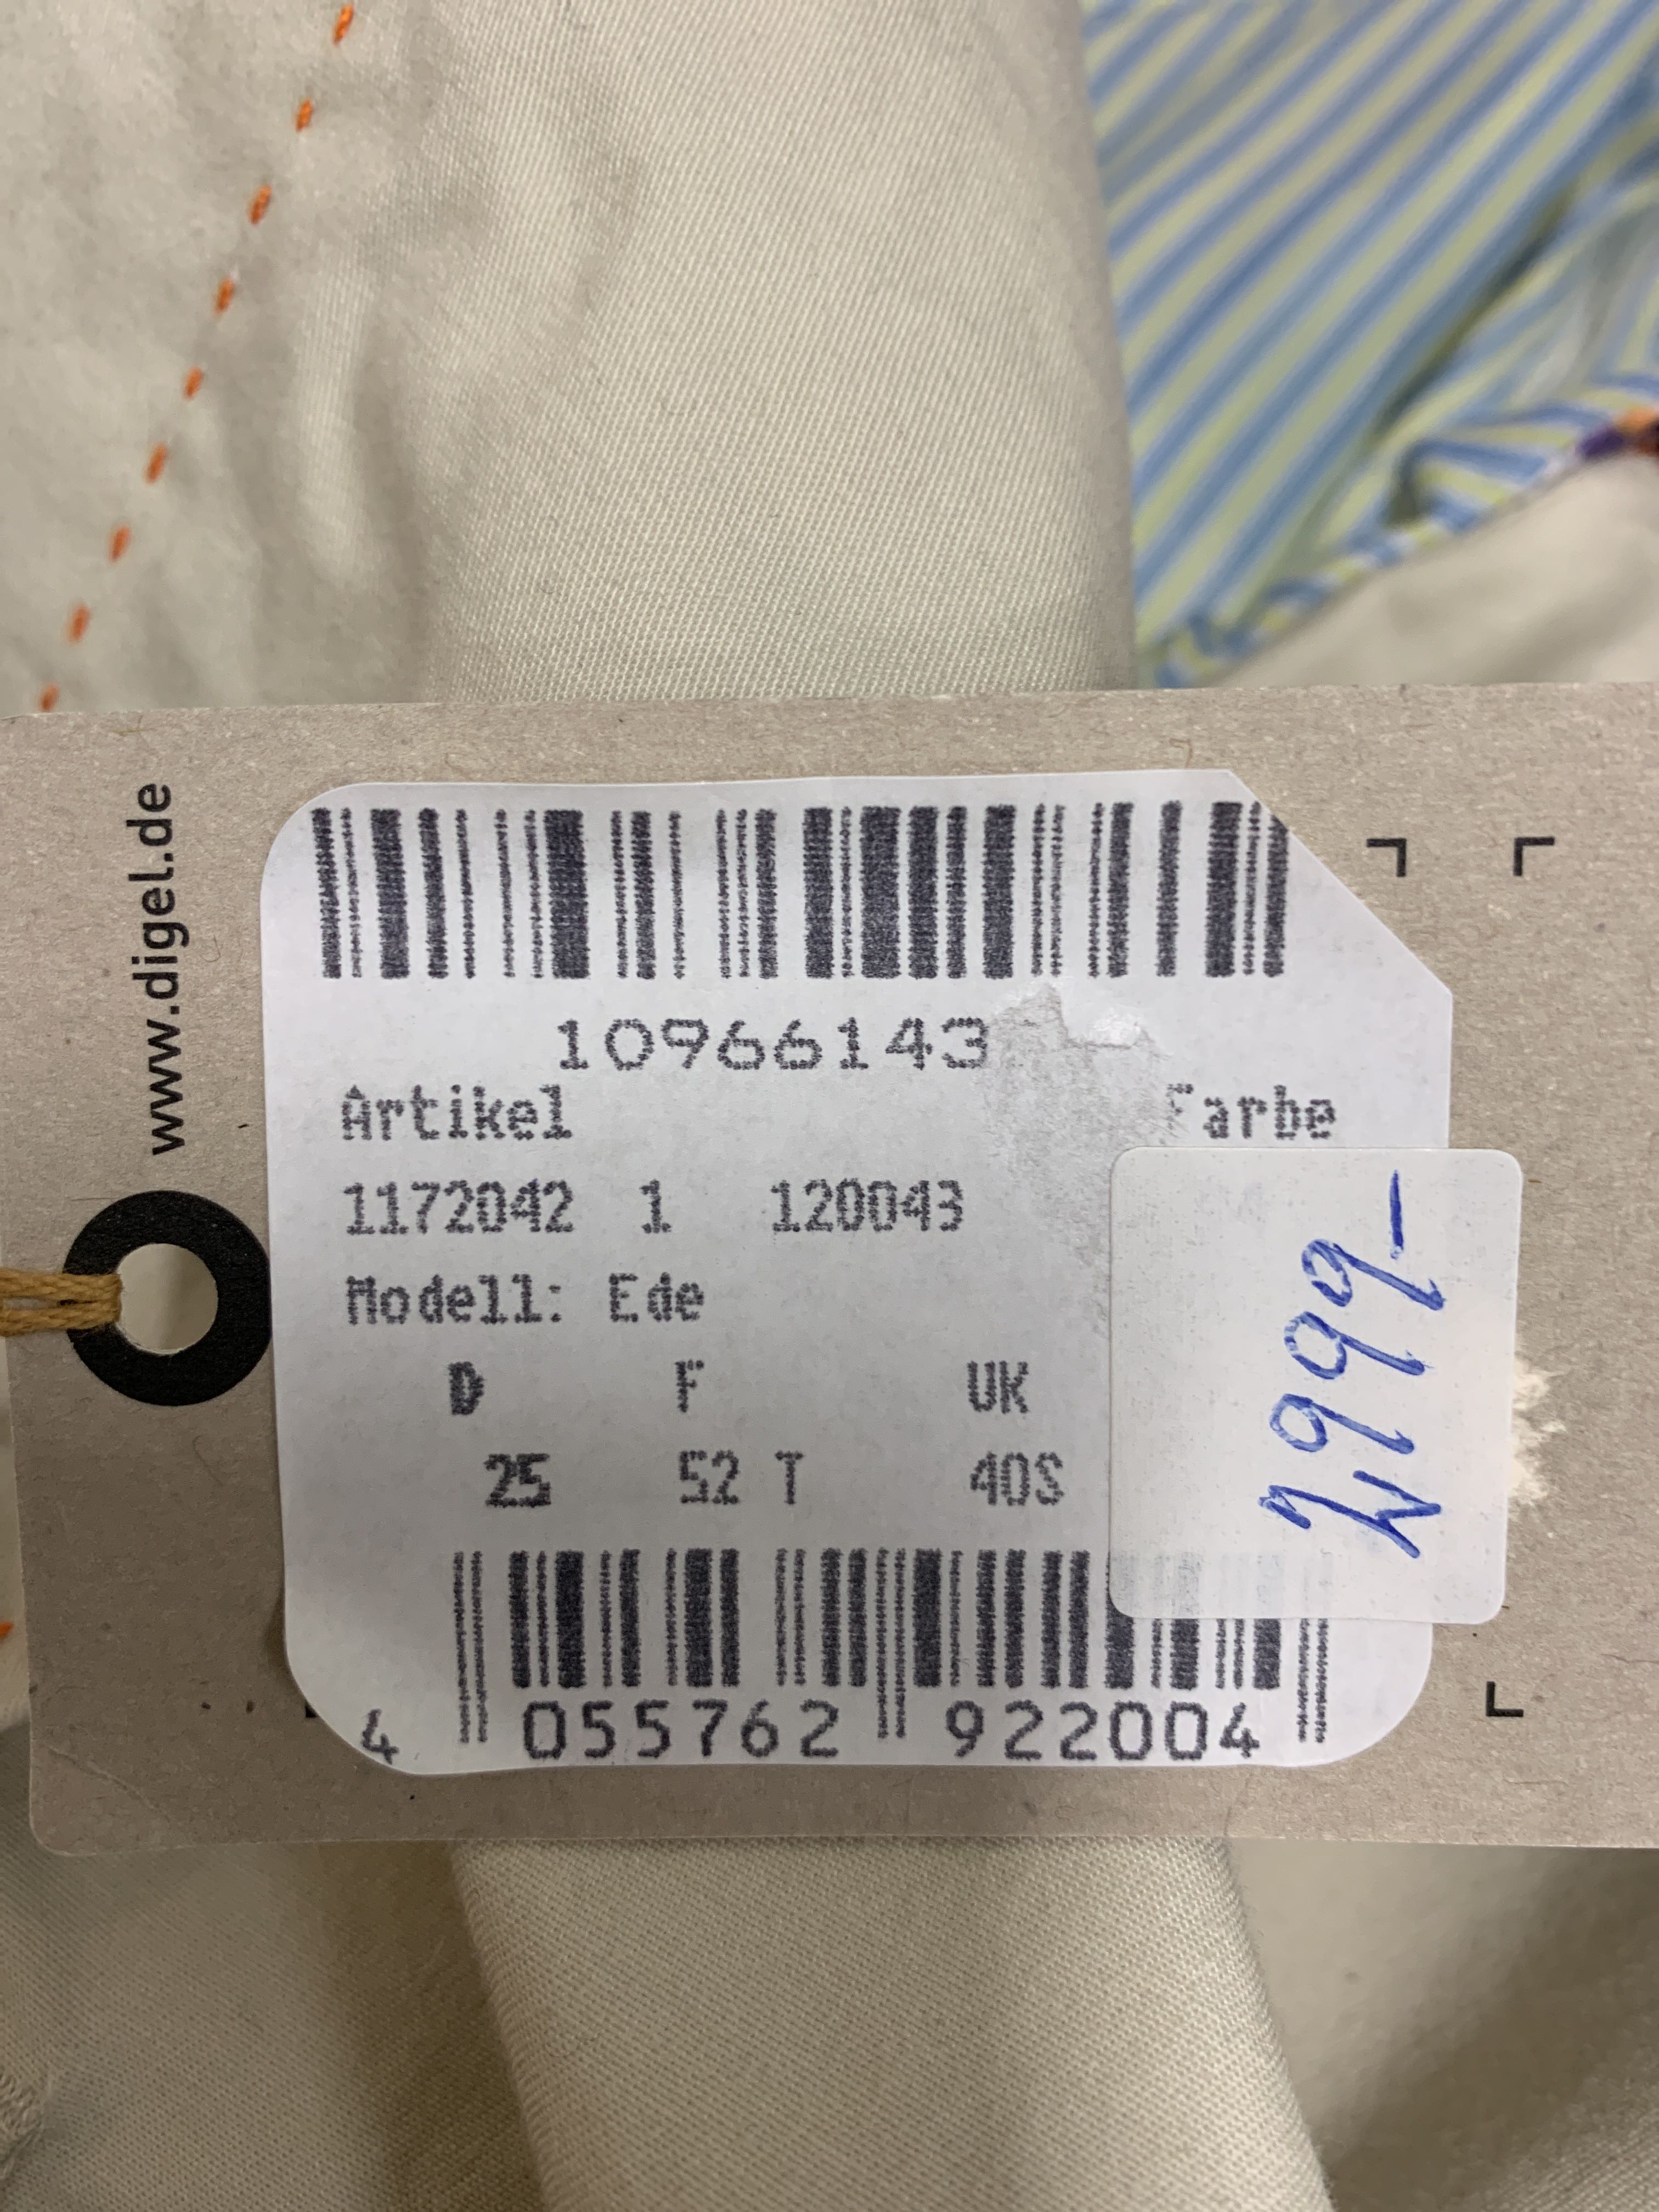 www.digel.de
10966143
Artikel Farbe
1172042 1 120043
Modell: Ede
D F UK
25 52 T 40S
2999-
4 055762 922004